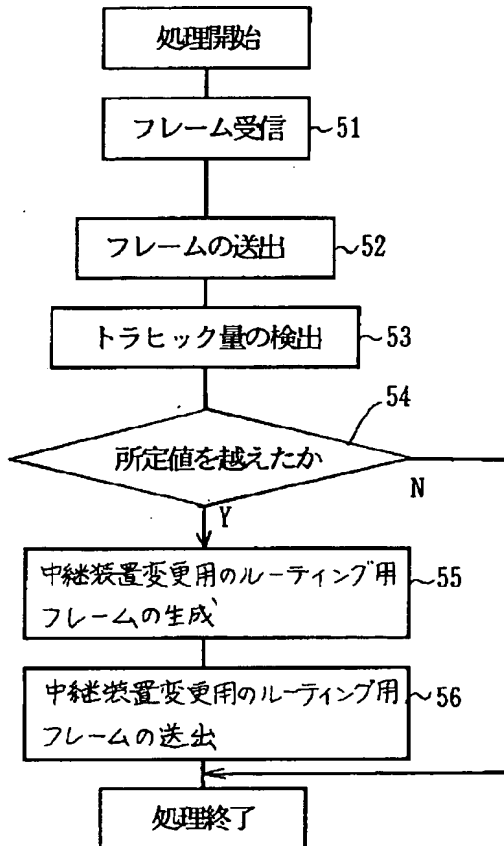 処理開始
フレーム受信
51
フレームの送出
52
トラヒック量の検出
53
54
所定値を越えたか
N
Y
中継装置変更用のルーティング用
フレームの生成
55
中継装置変更用のルーティング用
フレームの送出
56
処理終了